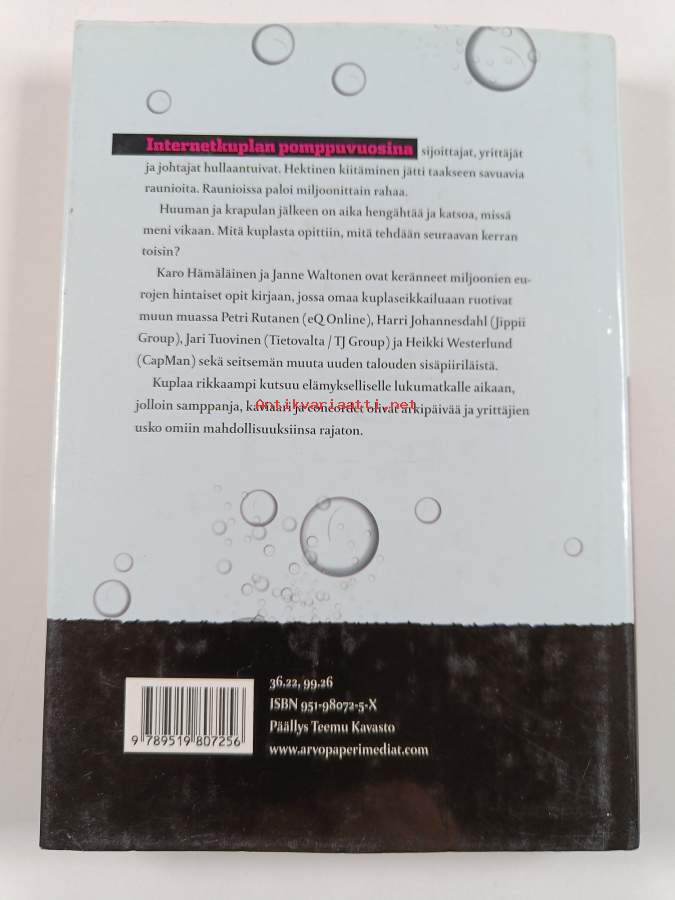 Internetkuplan pomppuvuosina sijoittajat, yrittäjät
ja johtajat hullaantuivat. Hektinen kiitäminen jätti taakseen savuavia
raunioita. Raunioissa paloi miljoonittain rahaa.
Huuman ja krapulan jälkeen on aika hengähtää ja katsoa, missä
meni vikaan. Mitä kuplasta opittiin, mitä tehdään seuraavan kerran
toisin?
Karo Hämäläinen ja Janne Waltonen ovat keränneet miljoonien eu-
rojen hintaiset opit kirjaan, jossa omaa kuplaseikkailuaan ruotivat
muun muassa Petri Rutanen (eQ Online), Harri Johannesdahl (Jippii
Group), Jari Tuovinen (Tietovalta / TJ Group) ja Heikki Westerlund
(CapMan) sekä seitsemän muuta uuden talouden sisäpiiriläistä.
Kuplaa rikkaampi kutsuu elämykselliselle lukumatkalle aikaan,
jolloin samppanja, kaviaari ja concordet olivat arkipäivää ja yrittäjien
Antikvariaatti.net
usko omiin mahdollisuuksiinsa rajaton.
36.22, 99.26
ISBN 951-98072-5-X
Päällys Teemu Kavasto
www.arvopaperimediat.com
9 789519 807256